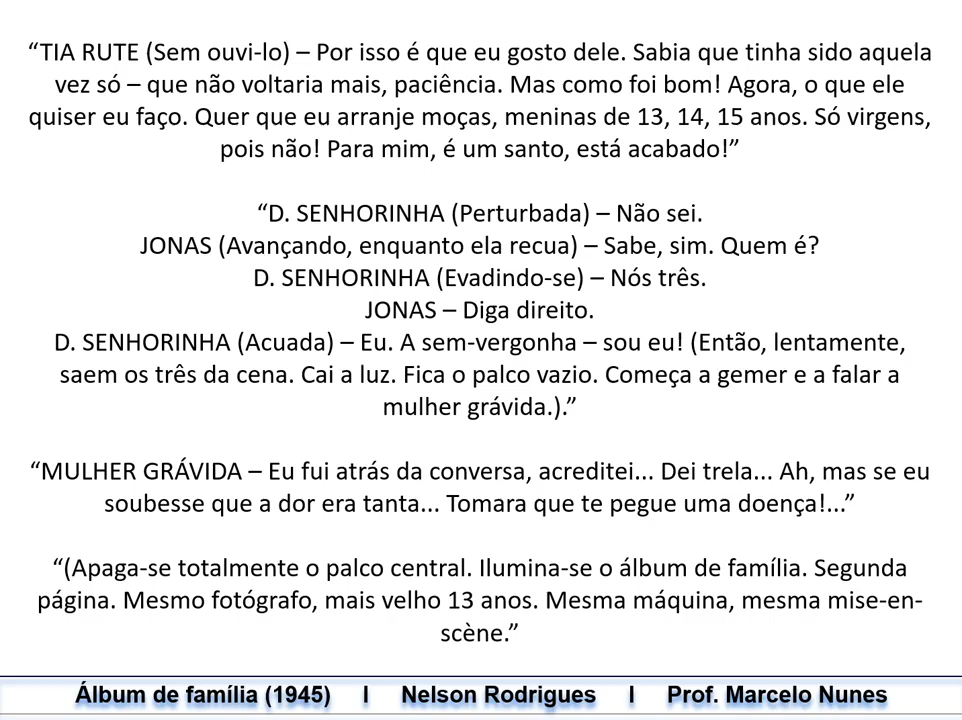 “TIA RUTE (Sem ouvi-lo) – Por isso é que eu gosto dele. Sabia que tinha sido aquela
vez só – que não voltaria mais, paciência. Mas como foi bom! Agora, o que ele
quiser eu faço. Quer que eu arranje moças, meninas de 13, 14, 15 anos. Só virgens,
pois não! Para mim, é um santo, está acabado!”
“D. SENHORINHA (Perturbada) – Não sei.
JONAS (Avançando, enquanto ela recua) – Sabe, sim. Quem é?
D. SENHORINHA (Evadindo-se) – Nós três.
JONAS – Diga direito.
D. SENHORINHA (Acuada) – Eu. A sem-vergonha – sou eu! (Então, lentamente,
saem os três da cena. Cai a luz. Fica o palco vazio. Começa a gemer e a falar a
mulher grávida.).”
“MULHER GRÁVIDA – Eu fui atrás da conversa, acreditei... Dei trela... Ah, mas se eu
soubesse que a dor era tanta... Tomara que te pegue uma doença!...”
“(Apaga-se totalmente o palco central. Ilumina-se o álbum de família. Segunda
página. Mesmo fotógrafo, mais velho 13 anos. Mesma máquina, mesma mise-en-
scène.”
Álbum de família (1945) I Nelson Rodrigues I Prof. Marcelo Nunes